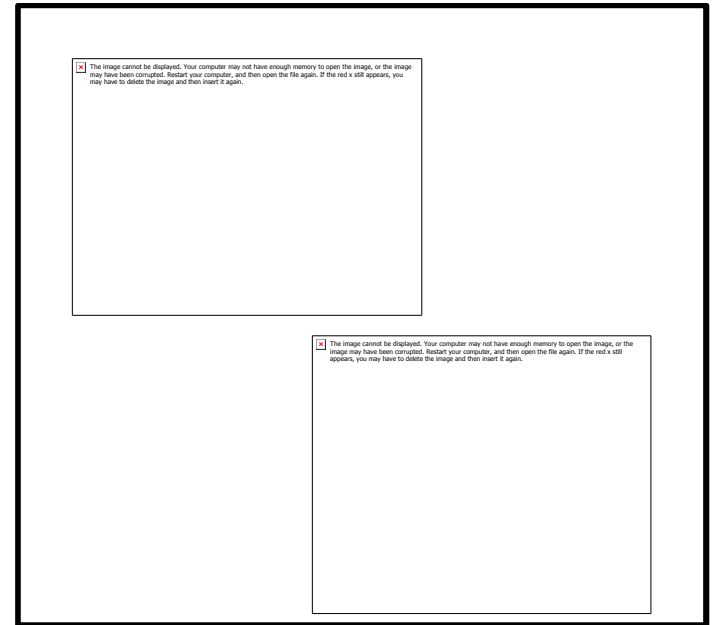 The image cannot be displayed. Your computer may not have enough memory to open the image, or the image
may have been corrupted. Restart your computer, and then open the file again. If the red x still appears, you
may have to delete the image and then insert it again.
The image cannot be displayed. Your computer may not have enough memory to open the image, or the
image may have been corrupted. Restart your computer, and then open the file again. If the red x still
appears, you may have to delete the image and then insert it again.